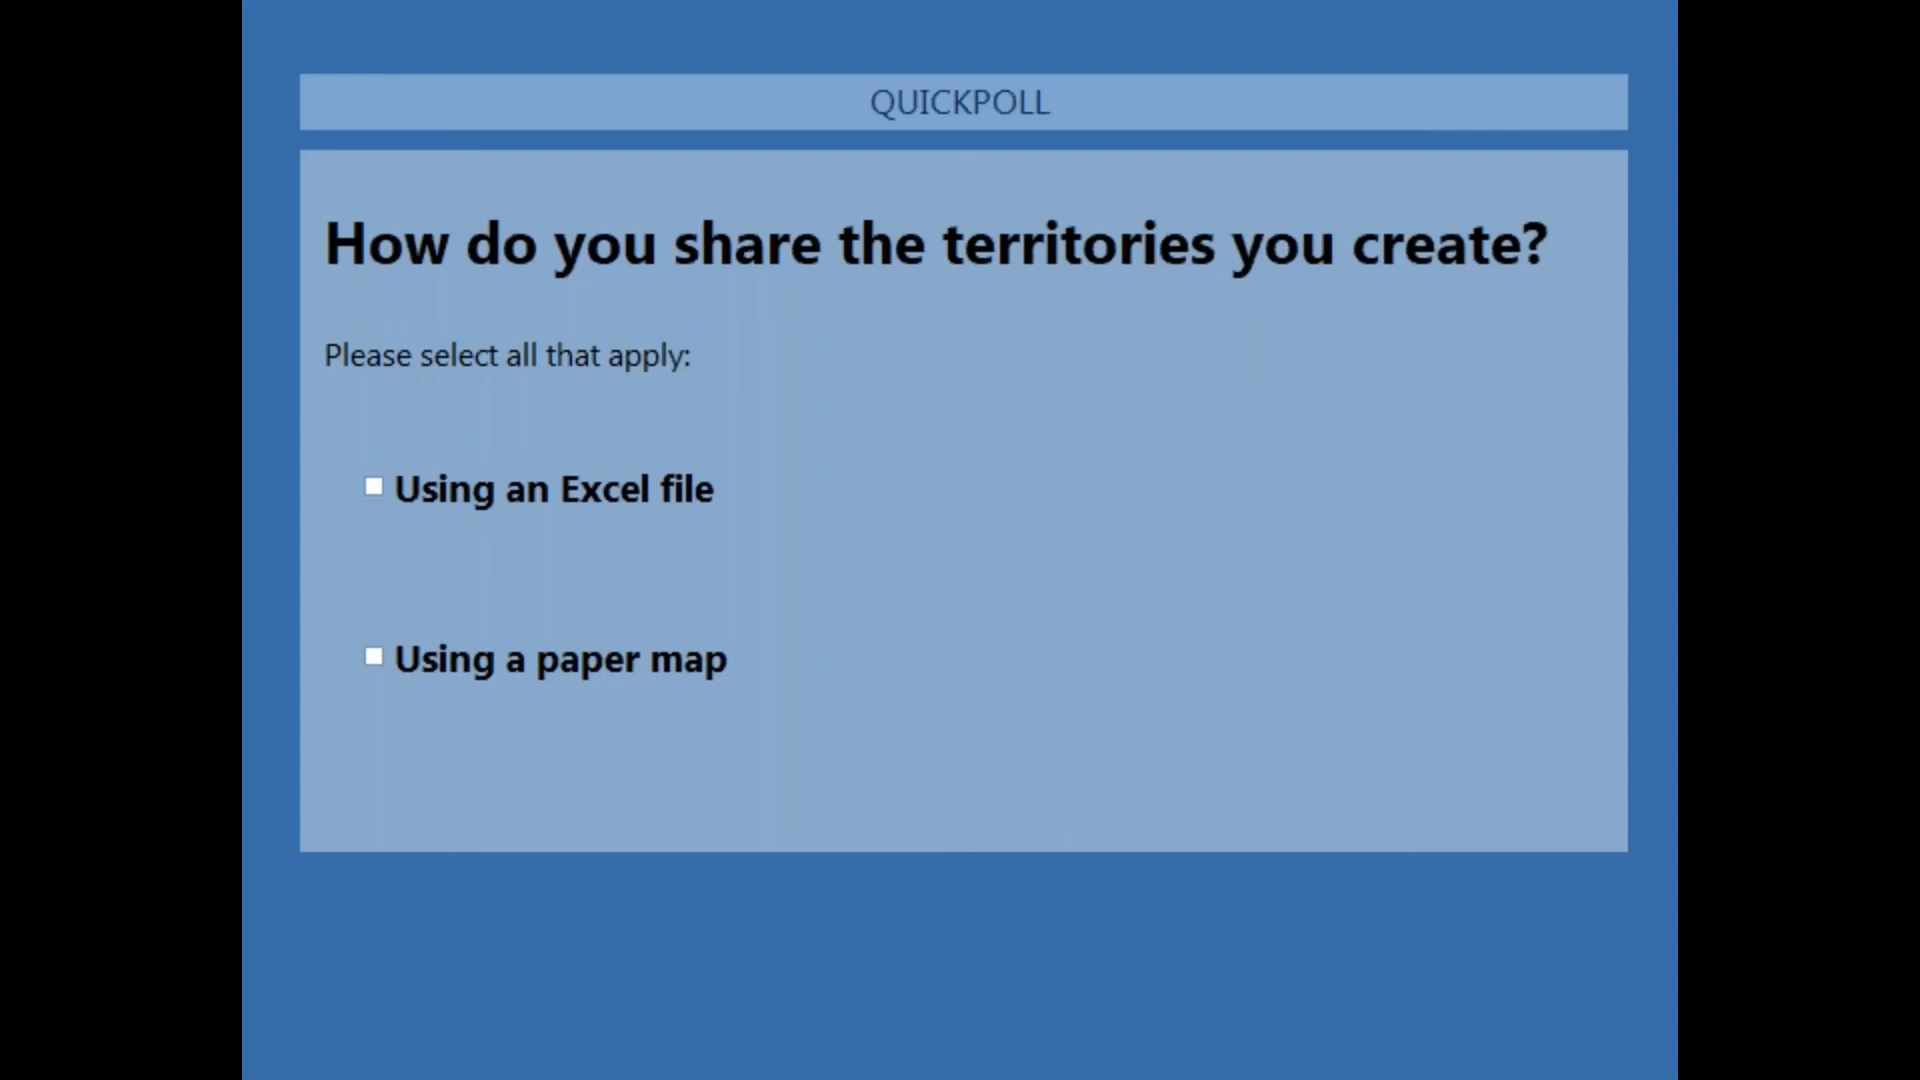 QUICKPOLL
How do you share the territories you create?
Please select all that apply:
Using an Excel file
Using a paper map